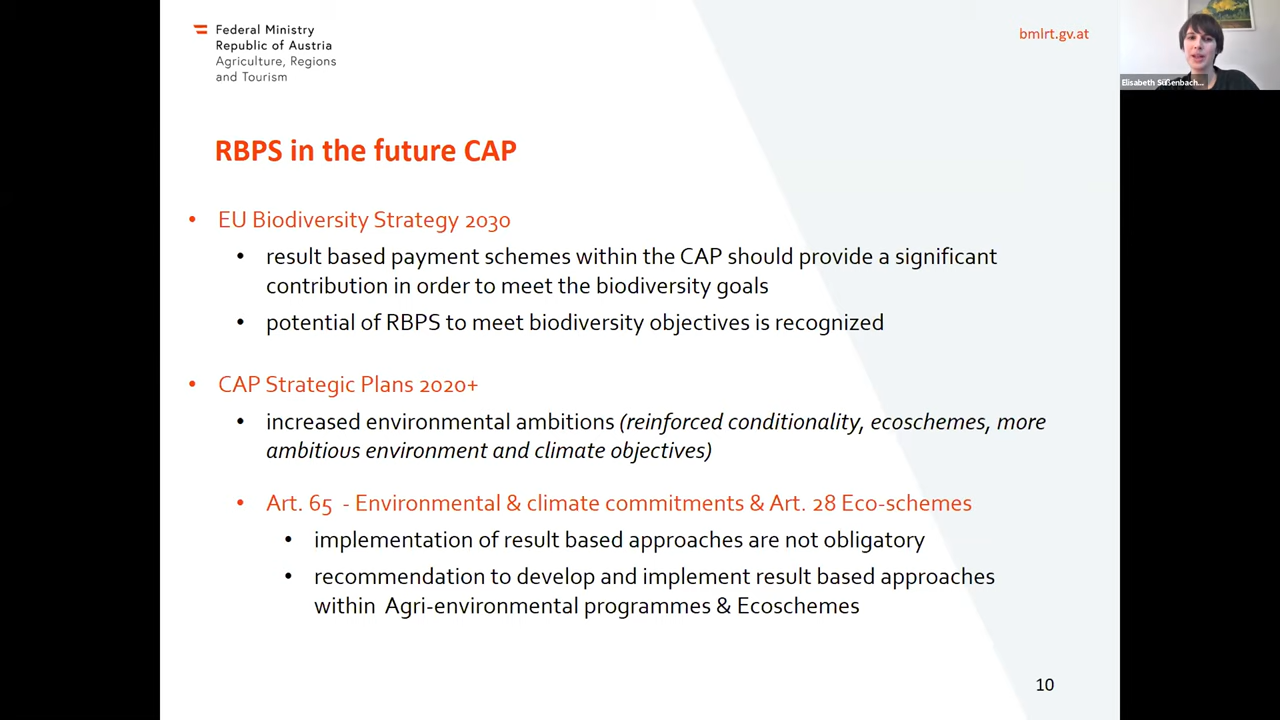 Federal Ministry
Republic of Austria
Agriculture, Regions
and Tourism
bmlrt.gv.at
Elisabeth Süßenbach...
RBPS in the future CAP
• EU Biodiversity Strategy 2030
• result based payment schemes within the CAP should provide a significant
contribution in order to meet the biodiversity goals
• potential of RBPS to meet biodiversity objectives is recognized
• CAP Strategic Plans 2020+
• increased environmental ambitions (reinforced conditionality, ecoschemes, more
ambitious environment and climate objectives)
• Art. 65 - Environmental & climate commitments & Art. 28 Eco-schemes
• implementation of result based approaches are not obligatory
• recommendation to develop and implement result based approaches
within Agri-environmental programmes & Ecoschemes
10